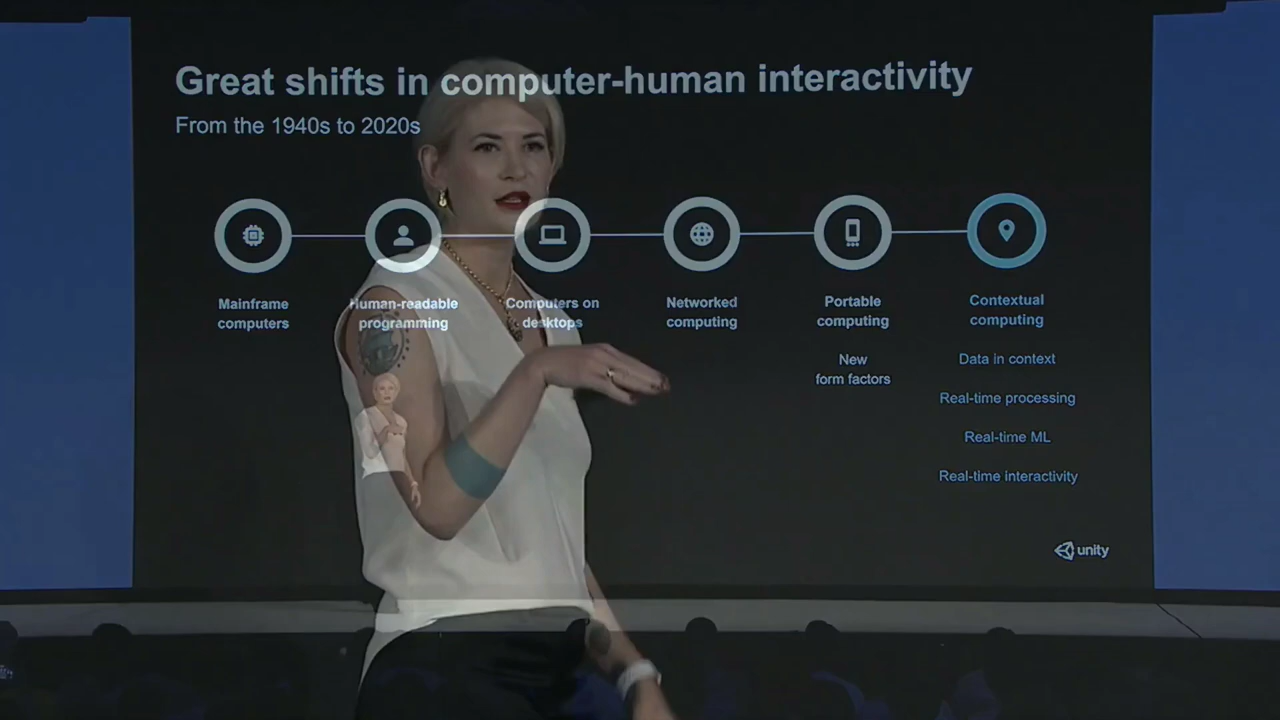 Great shifts in computer-human interactivity
From the 1940s to 2020s
Mainframe
computers
Human-readable
programming
Computers on
desktops
Networked
computing
Portable
computing
New
form factors
Contextual
computing
Data in context
Real-time processing
Real-time ML
Real-time interactivity
unity